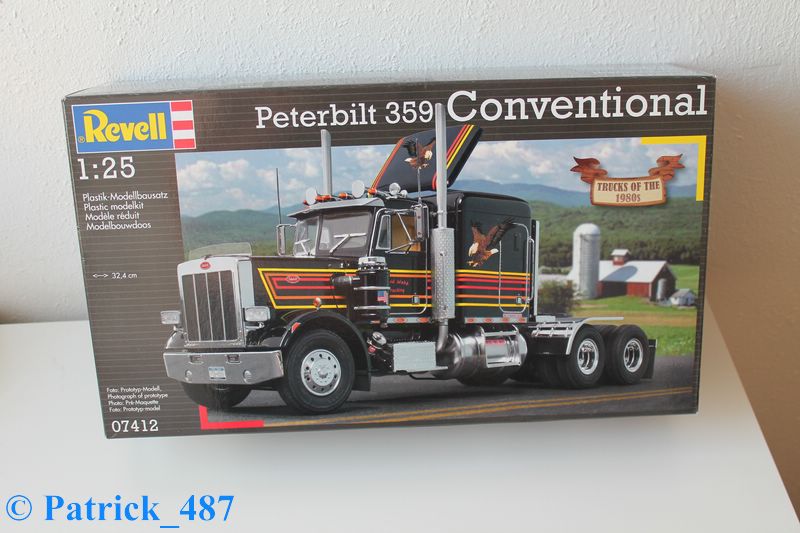 Revell
Peterbilt 359 Conventional
1:25
Plastik-Modellbausatz
Plastic modelkit
Modèle réduit
Modelbouwdoos
32,4 cm
TRUCKS OF THE
1980s
Foto: Prototyp-Modell,
Photograph of prototype
Photo: Pré-Maquette
Foto: Prototyp-model
07412
© Patrick_487